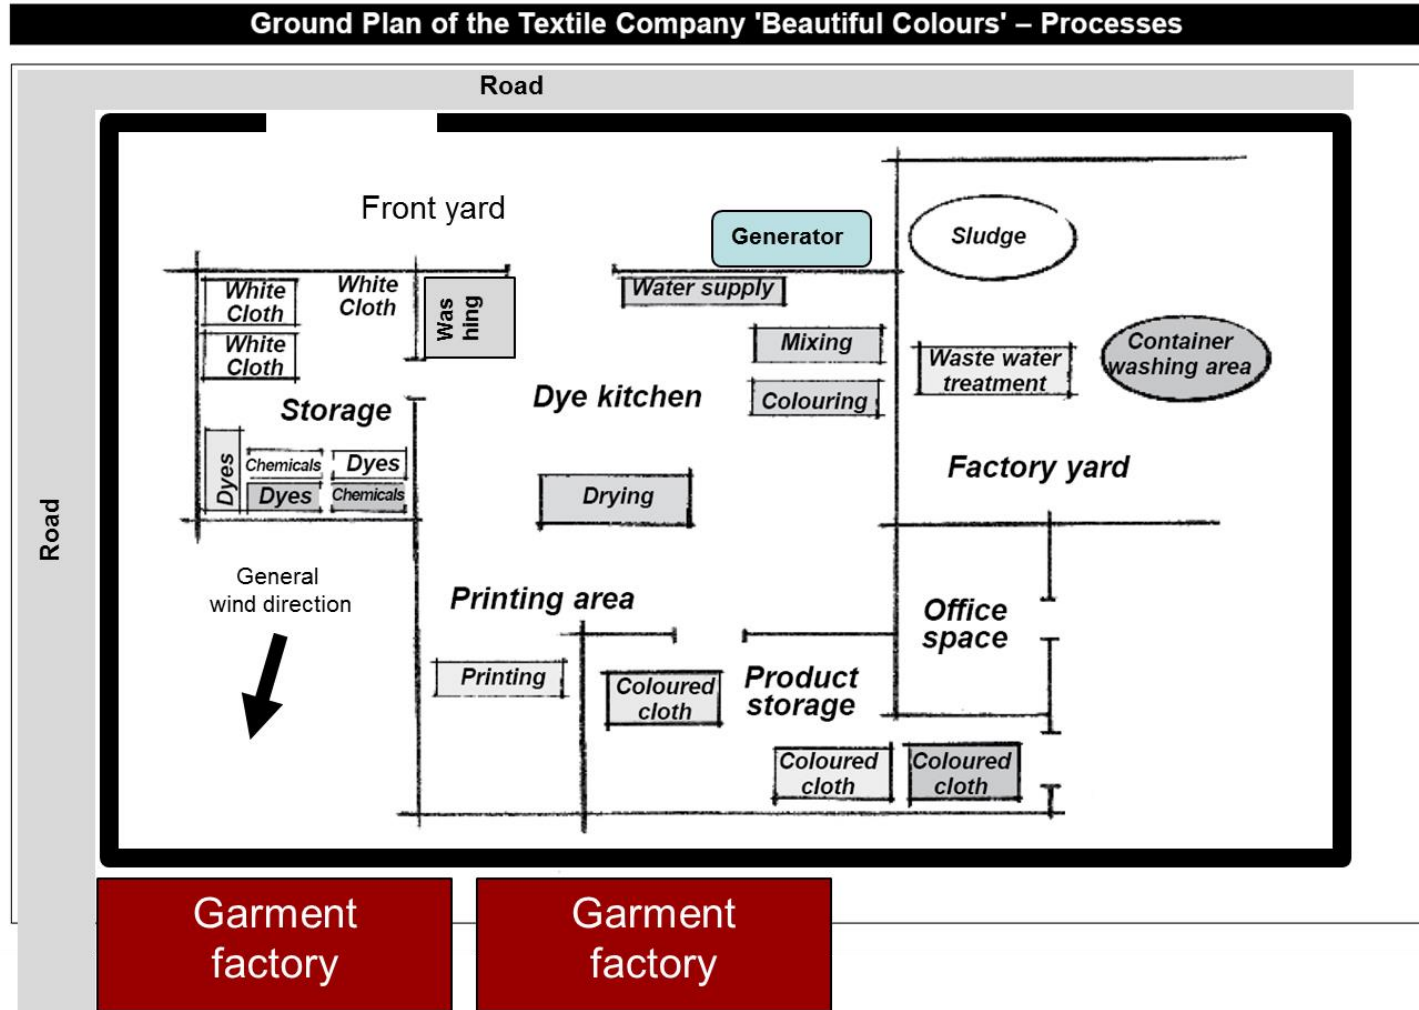 Ground Plan of the Textile Company 'Beautiful Colours' – Processes
Road
Front yard
Generator
Sludge
White
Cloth
White
Cloth
Was
hing
Water supply
White
Cloth
Mixing
Waste water
treatment
Container
washing area
Storage
Dye kitchen
Colouring
Dyes
Chemicals
Dyes
Dyes
Chemicals
Drying
Factory yard
Road
General
wind direction
Printing area
Office
space
Printing
Coloured
cloth
Product
storage
Coloured
cloth
Coloured
cloth
Garment
factory
Garment
factory